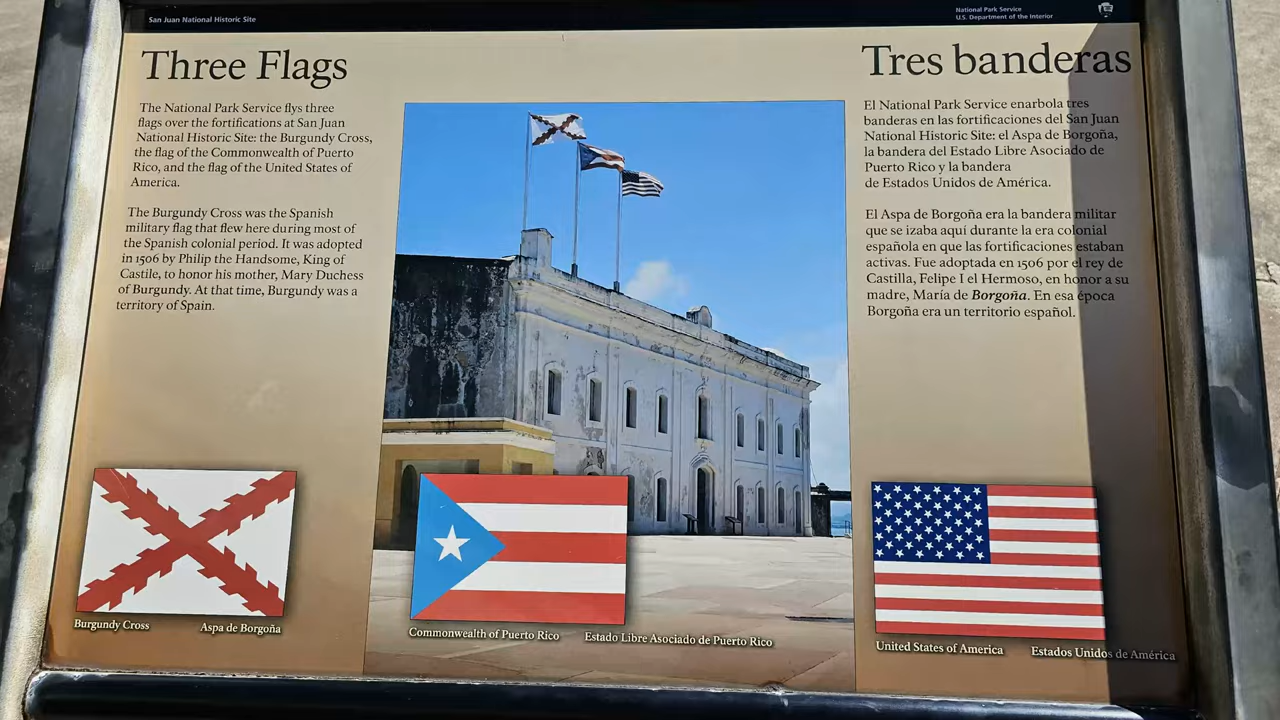 San Juan National Historic Site
National Park Service
U.S. Department of the Interior
Three Flags
The National Park Service flys three
flags over the fortifications at San Juan
National Historic Site: the Burgundy Cross,
the flag of the Commonwealth of Puerto
Rico, and the flag of the United States of
America.
The Burgundy Cross was the Spanish
military flag that flew here during most of
the Spanish colonial period. It was adopted
in 1506 by Philip the Handsome, King of
Castile, to honor his mother, Mary Duchess
of Burgundy. At that time, Burgundy was a
territory of Spain.
Tres banderas
El National Park Service enarbola tres
banderas en las fortificaciones del San Juan
National Historic Site: el Aspa de Borgoña,
la bandera del Estado Libre Asociado de
Puerto Rico y la bandera
de Estados Unidos de América.
El Aspa de Borgoña era la bandera militar
que se izaba aquí durante la era colonial
española en que las fortificaciones estaban
activas. Fue adoptada en 1506 por el rey de
Castilla, Felipe I el Hermoso, en honor a su
madre, María de Borgoña. En esa época
Borgoña era un territorio español.
Burgundy Cross
Aspa de Borgoña
Commonwealth of Puerto Rico
Estado Libre Asociado de Puerto Rico
United States of America
Estados Unidos de América